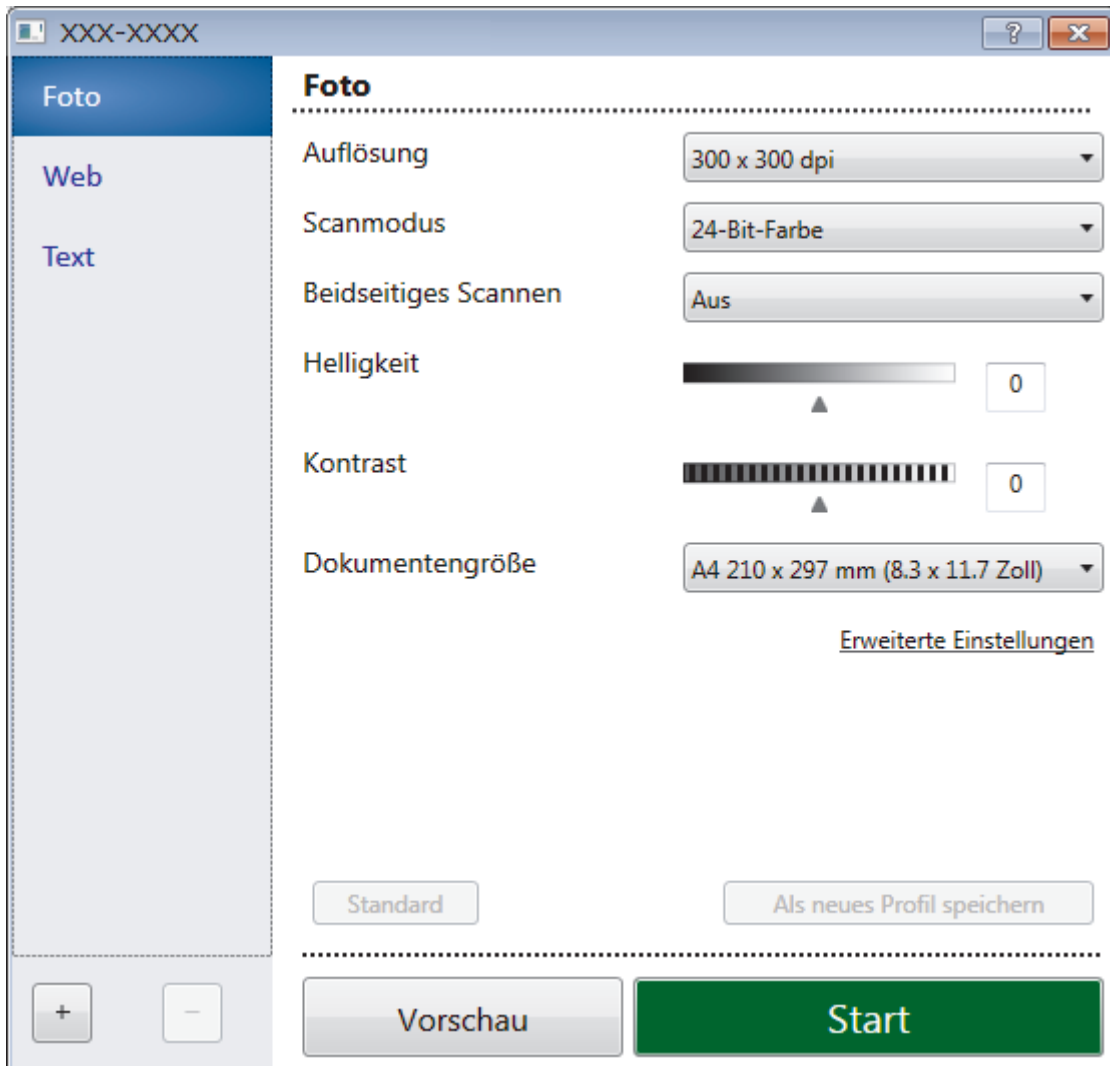 XXX-XXXX
Foto
Web
Text
Foto
Auflösung 300 x 300 dpi
Scanmodus 24-Bit-Farbe
Beidseitiges Scannen Aus
Helligkeit 0
Kontrast 0
Dokumentengröße A4 210 x 297 mm (8.3 x 11.7 Zoll)
Erweiterte Einstellungen
Standard Als neues Profil speichern
+ − Vorschau Start